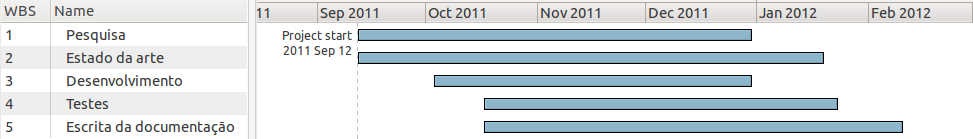 WBS Name 11 Sep 2011 Oct 2011 Nov 2011 Dec 2011 Jan 2012 Feb 2012
1 Pesquisa Project start
2011 Sep 12
2 Estado da arte
3 Desenvolvimento
4 Testes
5 Escrita da documentação